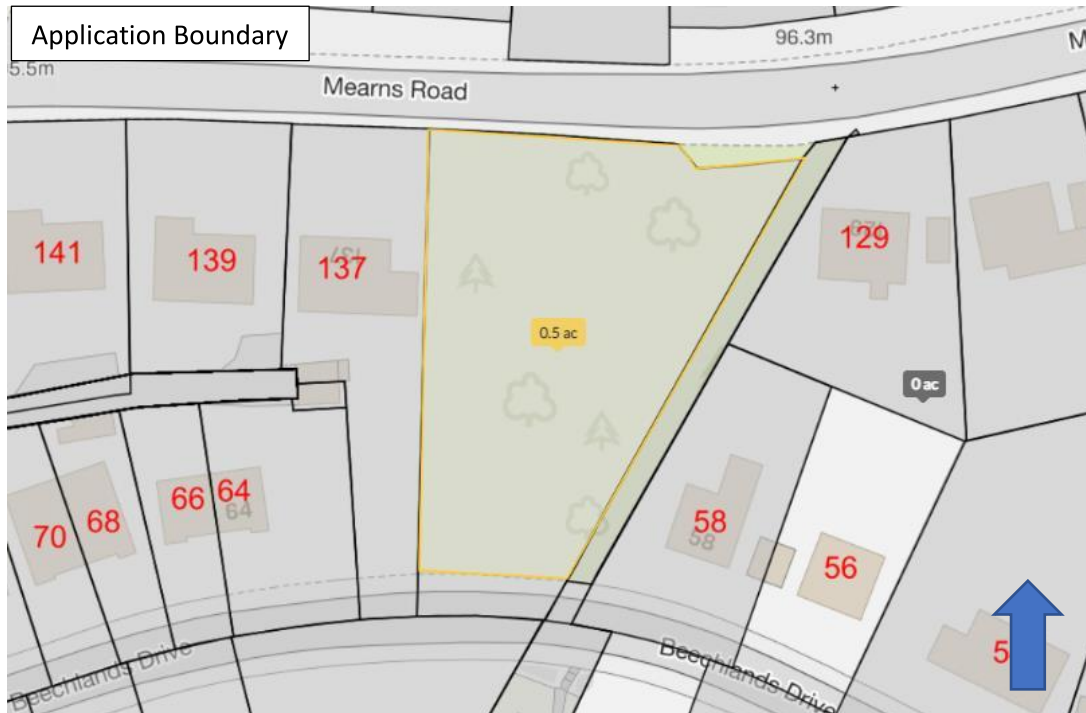 Application Boundary
96.3m
M
5.5m
Mearns Road
141
139
137
129
0.5 ac
0 ac
70
68
66
64
64
58
58
56
5
Beechlands Drive
Beechlands Drive